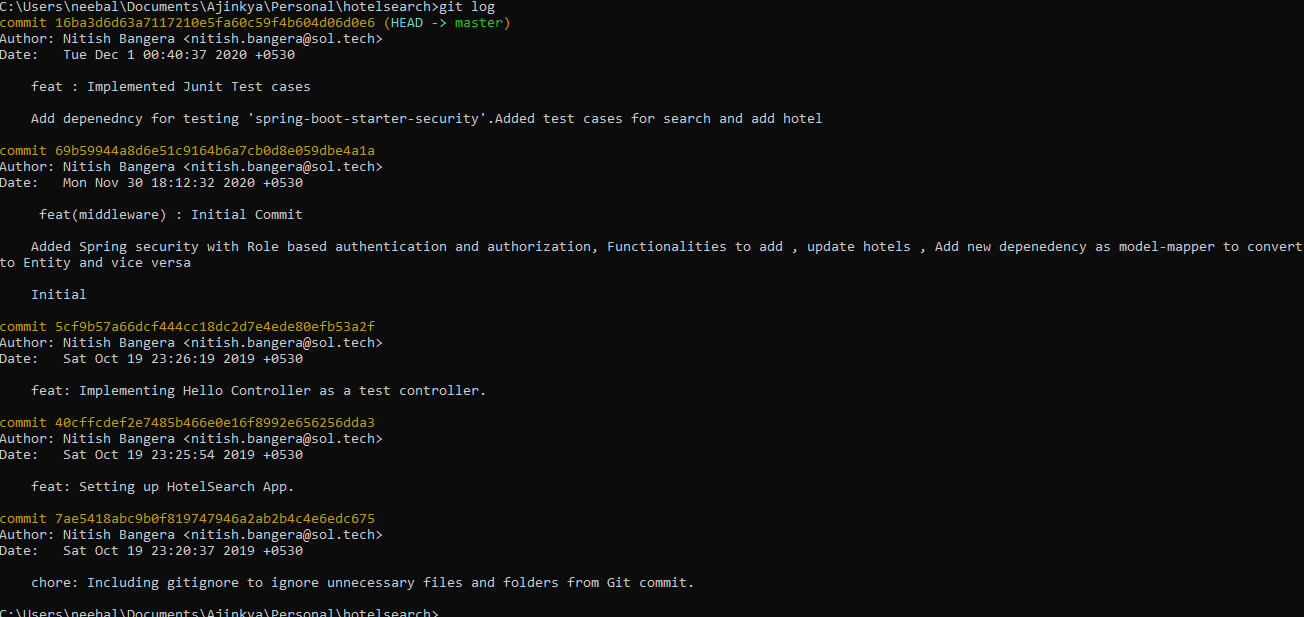 C:\Users\neebal\Documents\Ajinkya\Personal\hotelsearch>git log
commit 16ba3d6d63a7117210e5fa60c59f4b604d06d0e6 (HEAD -> master)
Author: Nitish Bangera <nitish.bangera@sol.tech>
Date:   Tue Dec 1 00:40:37 2020 +0530
feat : Implemented Junit Test cases
Add depenedncy for testing 'spring-boot-starter-security'.Added test cases for search and add hotel
commit 69b59944a8d6e51c9164b6a7cb0d8e059dbe4a1a
Author: Nitish Bangera <nitish.bangera@sol.tech>
Date:   Mon Nov 30 18:12:32 2020 +0530
feat(middleware) : Initial Commit
Added Spring security with Role based authentication and authorization, Functionalities to add , update hotels , Add new depenedency as model-mapper to convert
to Entity and vice versa
Initial
commit 5cf9b57a66dcf444cc18dc2d7e4ede80efb53a2f
Author: Nitish Bangera <nitish.bangera@sol.tech>
Date:   Sat Oct 19 23:26:19 2019 +0530
feat: Implementing Hello Controller as a test controller.
commit 40cffcdef2e7485b466e0e16f8992e656256dda3
Author: Nitish Bangera <nitish.bangera@sol.tech>
Date:   Sat Oct 19 23:25:54 2019 +0530
feat: Setting up HotelSearch App.
commit 7ae5418abc9b0f819747946a2ab2b4c4e6edc675
Author: Nitish Bangera <nitish.bangera@sol.tech>
Date:   Sat Oct 19 23:20:37 2019 +0530
chore: Including gitignore to ignore unnecessary files and folders from Git commit.
C:\Users\neebal\Documents\Ajinkya\Personal\hotelsearch>